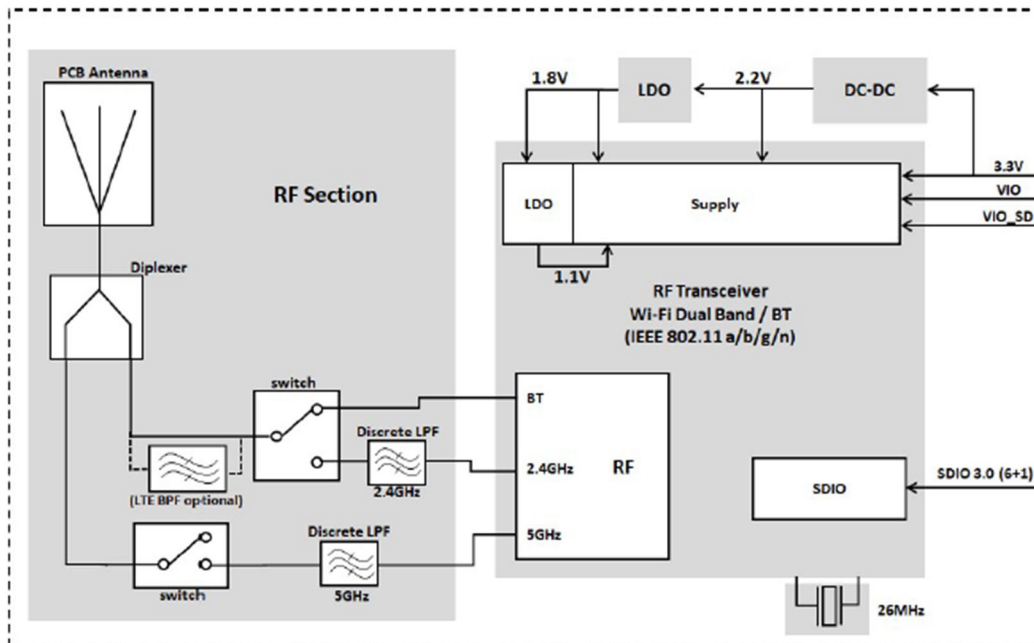 PCB Antenna
RF Section
Diplexer
switch
Discrete LPF
2.4GHz
(LTE BPF optional)
Discrete LPF
switch
5GHz
1.8V
LDO
2.2V
DC-DC
3.3V
VIO
VIO_SD
LDO
Supply
1.1V
RF Transceiver
Wi-Fi Dual Band / BT
(IEEE 802.11 a/b/g/n)
BT
2.4GHz
RF
5GHz
SDIO
SDIO 3.0 (6+1)
26MHz